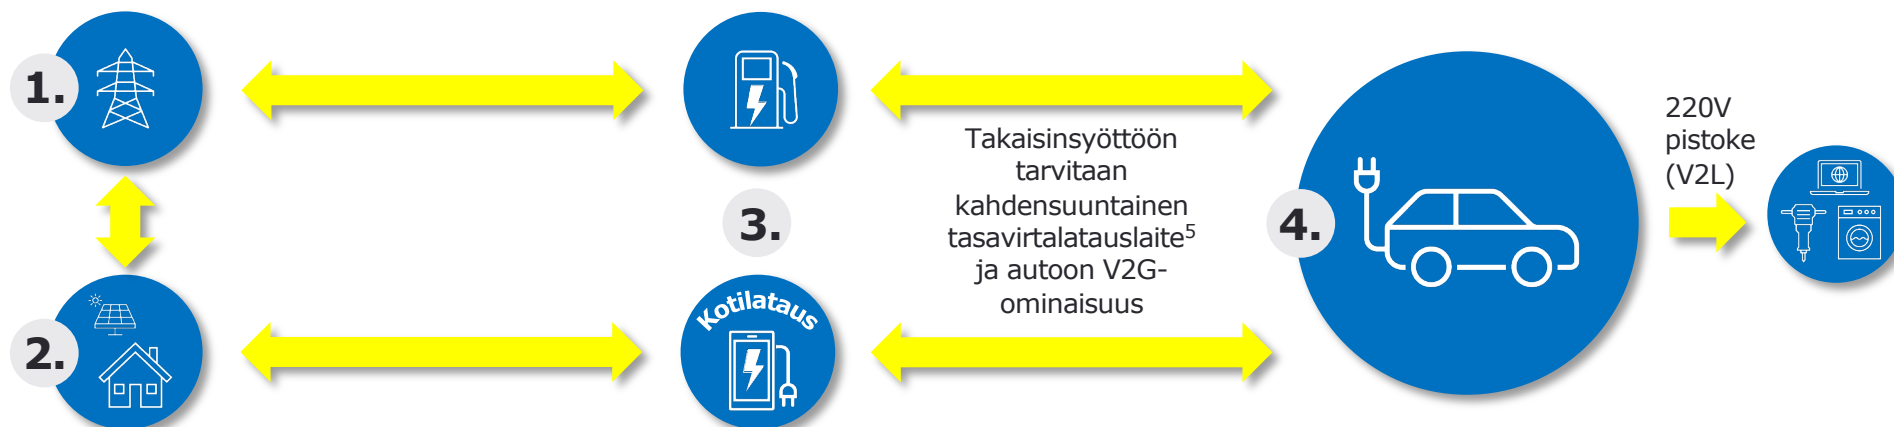 1.
2.
3.
Kotilataus
Takaisinsyöttöön
tarvitaan
kahdensuuntainen
tasavirtalatauslaite⁵
ja autoon V2G-
ominaisuus
4.
220V
pistoke
(V2L)